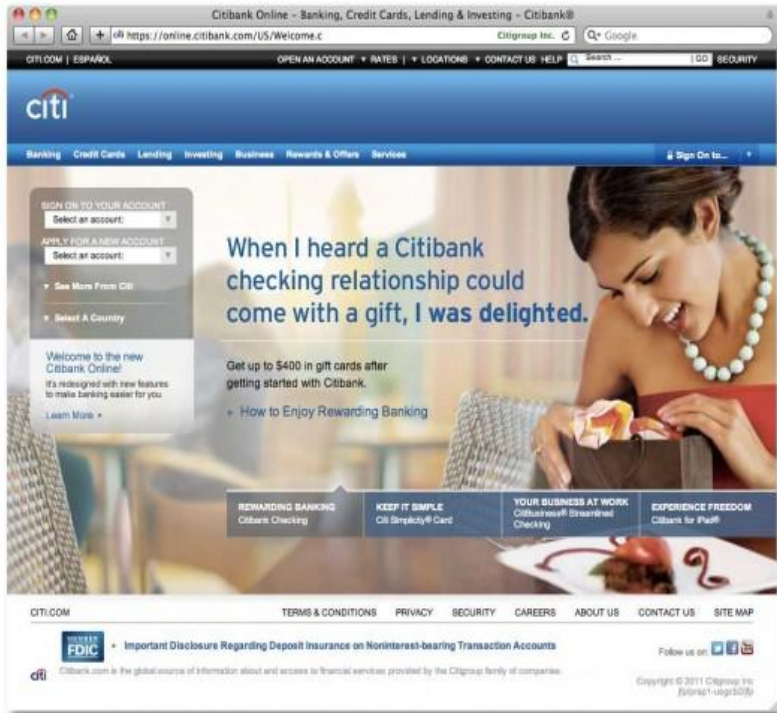 Citibank Online - Banking, Credit Cards, Lending & Investing - Citibank®
citi https://online.citibank.com/US/Welcome.c Citigroup Inc. Google
CITI.COM | ESPAÑOL OPEN AN ACCOUNT ▼ RATES | ▼ LOCATIONS ▼ CONTACT US HELP Search ... GO SECURITY
citi
Banking Credit Cards Lending Investing Business Rewards & Offers Services Sign On to...
SIGN ON TO YOUR ACCOUNT
Select an account:
APPLY FOR A NEW ACCOUNT
Select an account:
See More From Citi
Select A Country
Welcome to the new
Citibank Online!
It's redesigned with new features
to make banking easier for you
Learn More
When I heard a Citibank
checking relationship could
come with a gift, I was delighted.
Get up to $400 in gift cards after
getting started with Citibank.
How to Enjoy Rewarding Banking
REWARDING BANKING
Citibank Checking
KEEP IT SIMPLE
Citi Simplicity® Card
YOUR BUSINESS AT WORK
CitiBusiness® Streamlined
Checking
EXPERIENCE FREEDOM
Citibank for iPad®
CITI.COM TERMS & CONDITIONS PRIVACY SECURITY CAREERS ABOUT US CONTACT US SITE MAP
MEMBER
FDIC
Important Disclosure Regarding Deposit Insurance on Noninterest-bearing Transaction Accounts
Follow us on:
citi
Citibank.com is the global source of information about and access to financial services provided by the Citigroup family of companies.
Copyright © 2011 Citigroup Inc